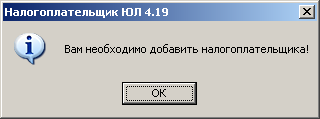 Налогоплательщик ЮЛ 4.19
Вам необходимо добавить налогоплательщика!
OK